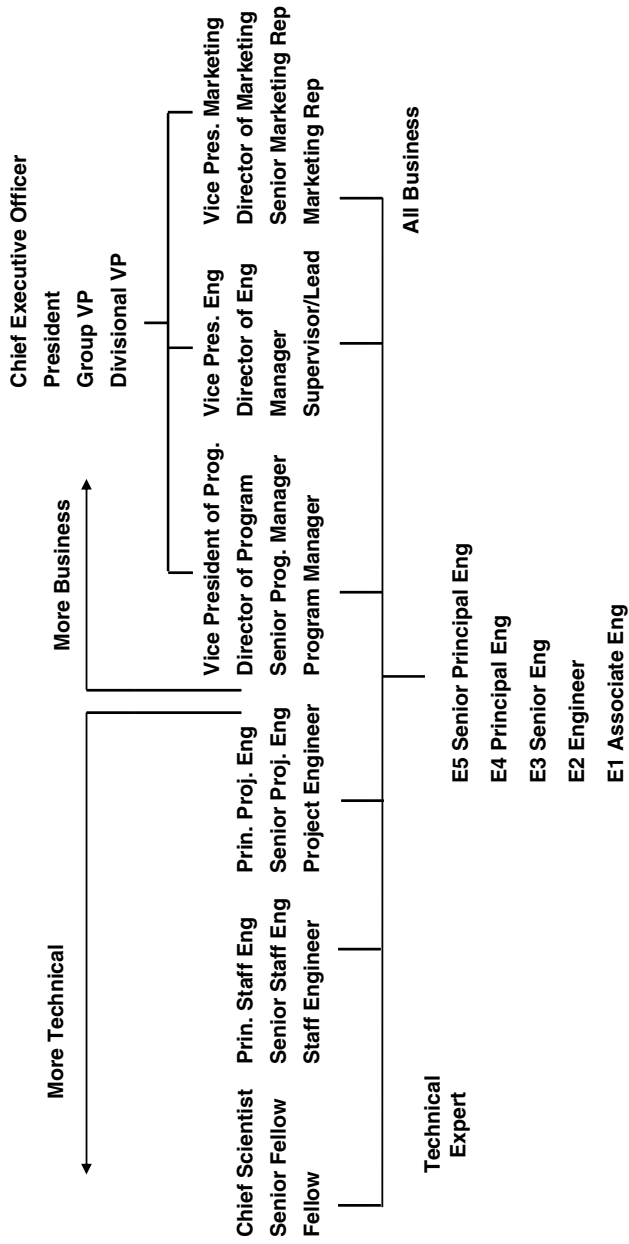 Chief Executive Officer
President
Group VP
Divisional VP
More Technical
More Business
Chief Scientist
Senior Fellow
Fellow
Prin. Staff Eng
Senior Staff Eng
Staff Engineer
Prin. Proj. Eng
Senior Proj. Eng
Project Engineer
Vice President of Prog.
Director of Program
Senior Prog. Manager
Program Manager
Vice Pres. Eng
Director of Eng
Manager
Supervisor/Lead
Vice Pres. Marketing
Director of Marketing
Senior Marketing Rep
Marketing Rep
Technical
Expert
All Business
E5 Senior Principal Eng
E4 Principal Eng
E3 Senior Eng
E2 Engineer
E1 Associate Eng